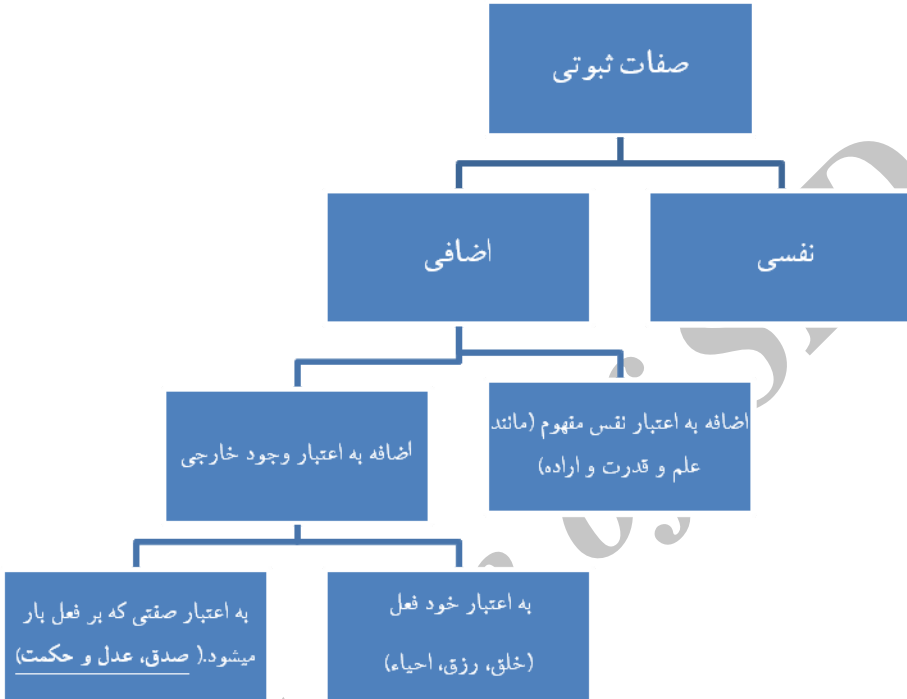 صفات ثبوتی
نفسی
اضافی
اضافه به اعتبار نفس مفهوم (مانند
علم و قدرت و اراده)
اضافه به اعتبار وجود خارجی
به اعتبار خود فعل
(خلق، رزق، احیاء)
به اعتبار صفتی که بر فعل بار
میشود.( صدق، عدل و حکمت)